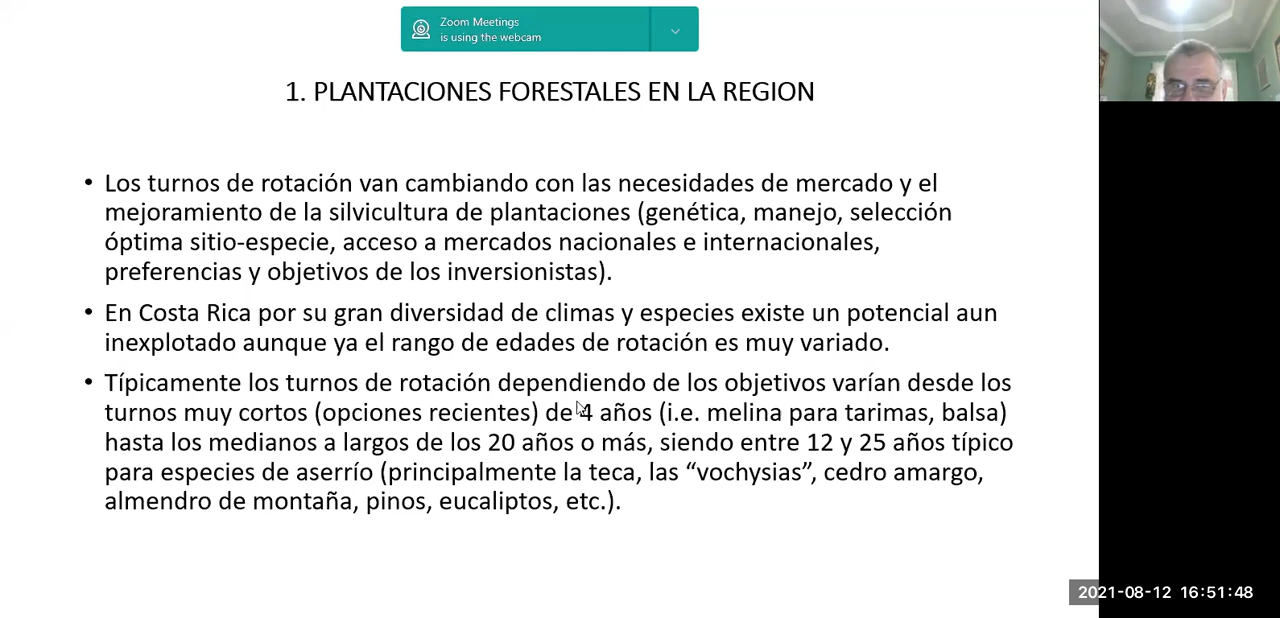 Zoom Meetings
is using the webcam
1. PLANTACIONES FORESTALES EN LA REGION
• Los turnos de rotación van cambiando con las necesidades de mercado y el
mejoramiento de la silvicultura de plantaciones (genética, manejo, selección
óptima sitio-especie, acceso a mercados nacionales e internacionales,
preferencias y objetivos de los inversionistas).
• En Costa Rica por su gran diversidad de climas y especies existe un potencial aun
inexplotado aunque ya el rango de edades de rotación es muy variado.
• Típicamente los turnos de rotación dependiendo de los objetivos varían desde los
turnos muy cortos (opciones recientes) de 4 años (i.e. melina para tarimas, balsa)
hasta los medianos a largos de los 20 años o más, siendo entre 12 y 25 años típico
para especies de aserrío (principalmente la teca, las “vochysias”, cedro amargo,
almendro de montaña, pinos, eucaliptos, etc.).
2021-08-12 16:51:48